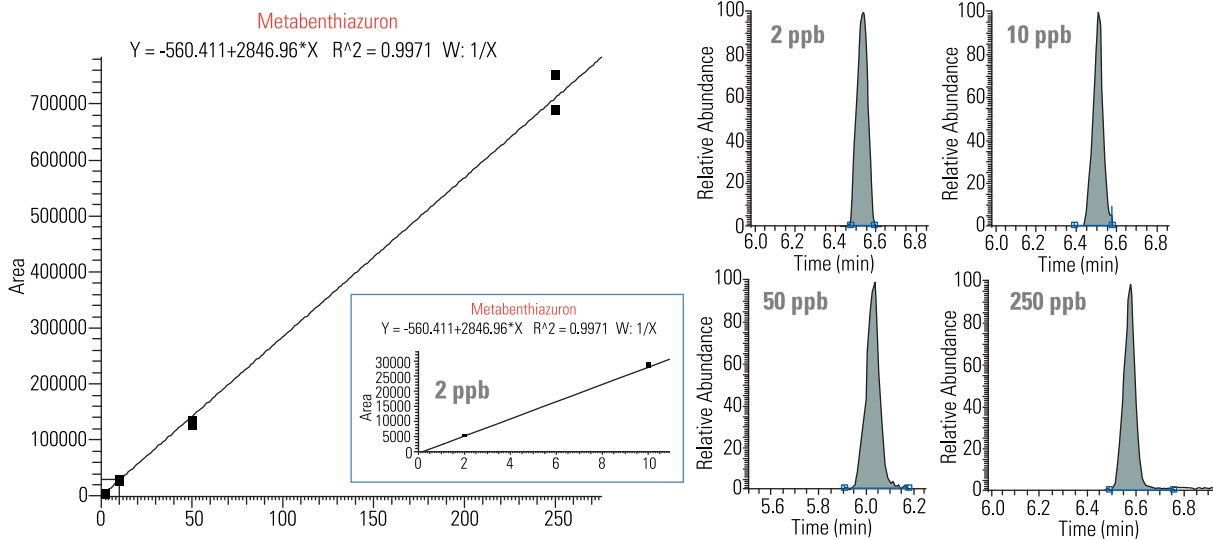 Metabenthiazuron
Y = -560.411+2846.96*X R^2 = 0.9971 W: 1/X
Area
700000
600000
500000
400000
300000
200000
100000
0
0 50 100 150 200 250
Metabenthiazuron
Y = -560.411+2846.96*X R^2 = 0.9971 W: 1/X
2 ppb
Area
30000
25000
20000
15000
10000
5000
0
0 2 4 6 8 10
2 ppb
Relative Abundance
100
80
60
40
20
0
6.0 6.2 6.4 6.6 6.8
Time (min)
10 ppb
Relative Abundance
100
80
60
40
20
0
6.0 6.2 6.4 6.6 6.8
Time (min)
50 ppb
Relative Abundance
100
80
60
40
20
0
5.6 5.8 6.0 6.2
Time (min)
250 ppb
Relative Abundance
100
80
60
40
20
0
6.0 6.2 6.4 6.6 6.8
Time (min)